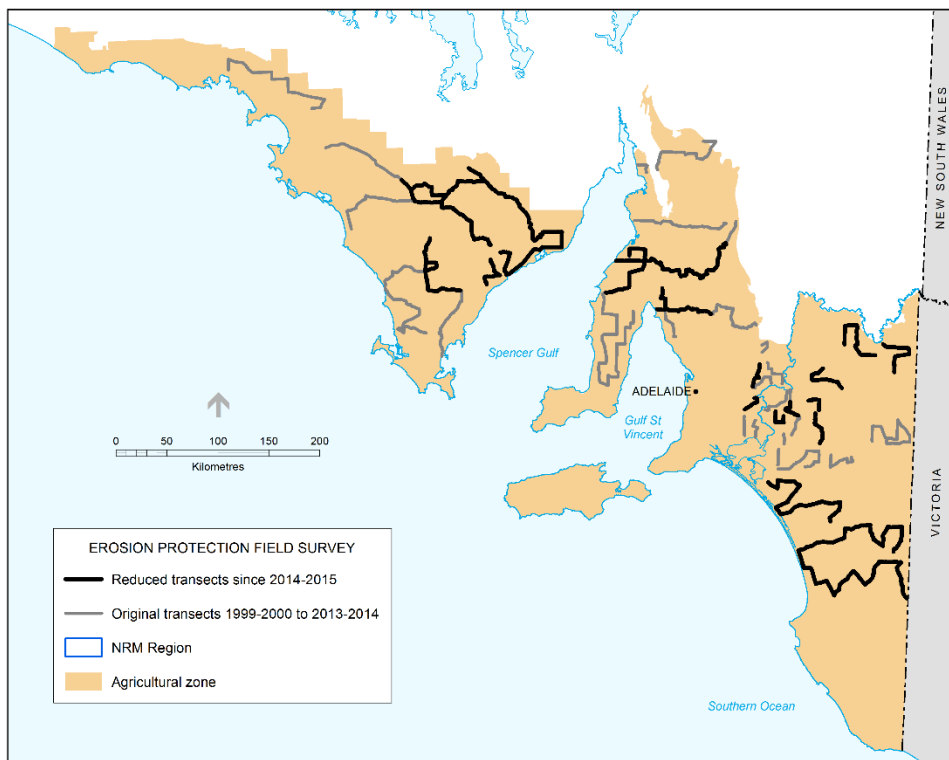 NEW SOUTH WALES
Spencer Gulf
ADELAIDE
Gulf St
Vincent
0 50 100 150 200
Kilometres
VICTORIA
EROSION PROTECTION FIELD SURVEY
Reduced transects since 2014-2015
Original transects 1999-2000 to 2013-2014
NRM Region
Agricultural zone
Southern Ocean